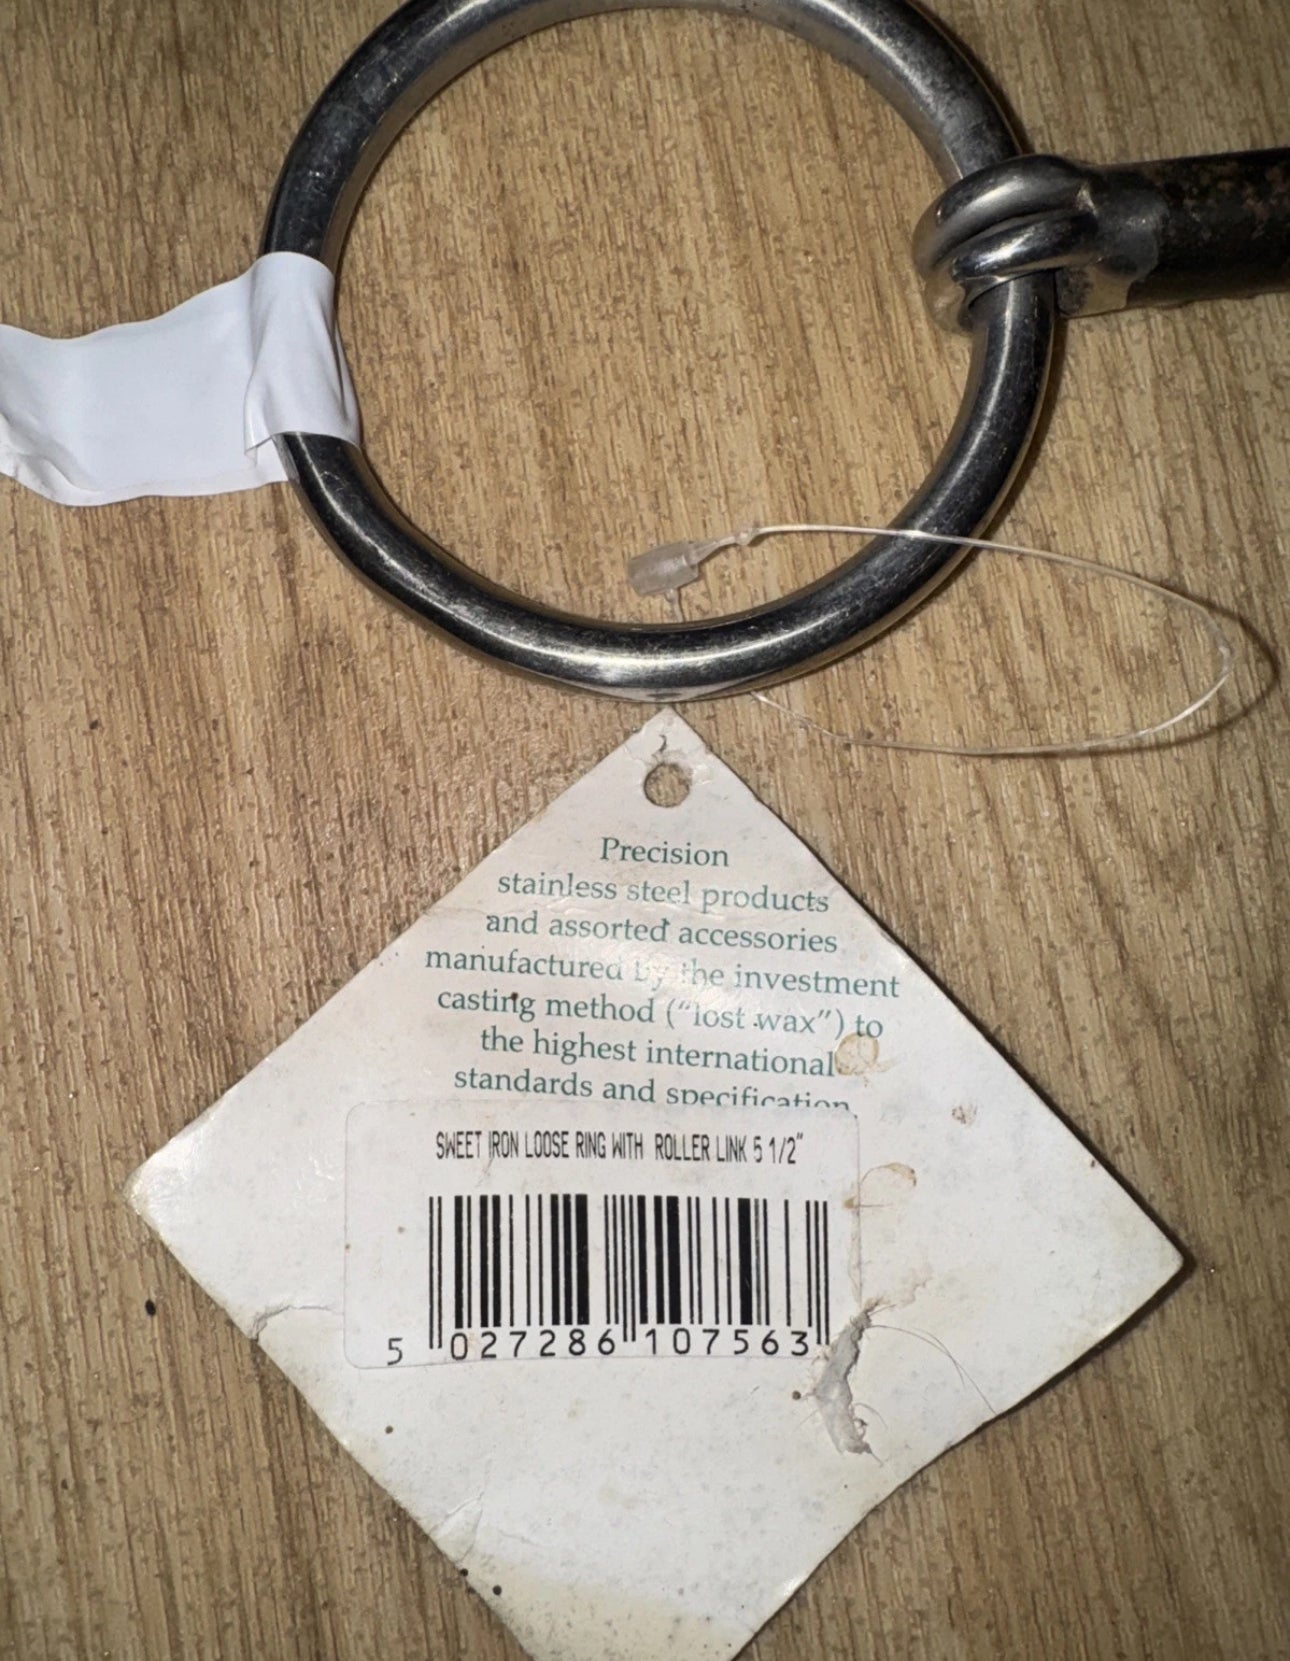 Precision
stainless steel products
and assorted accessories
manufactured by the investment
casting method ("lost wax") to
the highest international
standards and specification.
SWEET IRON LOOSE RING WITH ROLLER LINK 5 1/2"
5 027286 107563